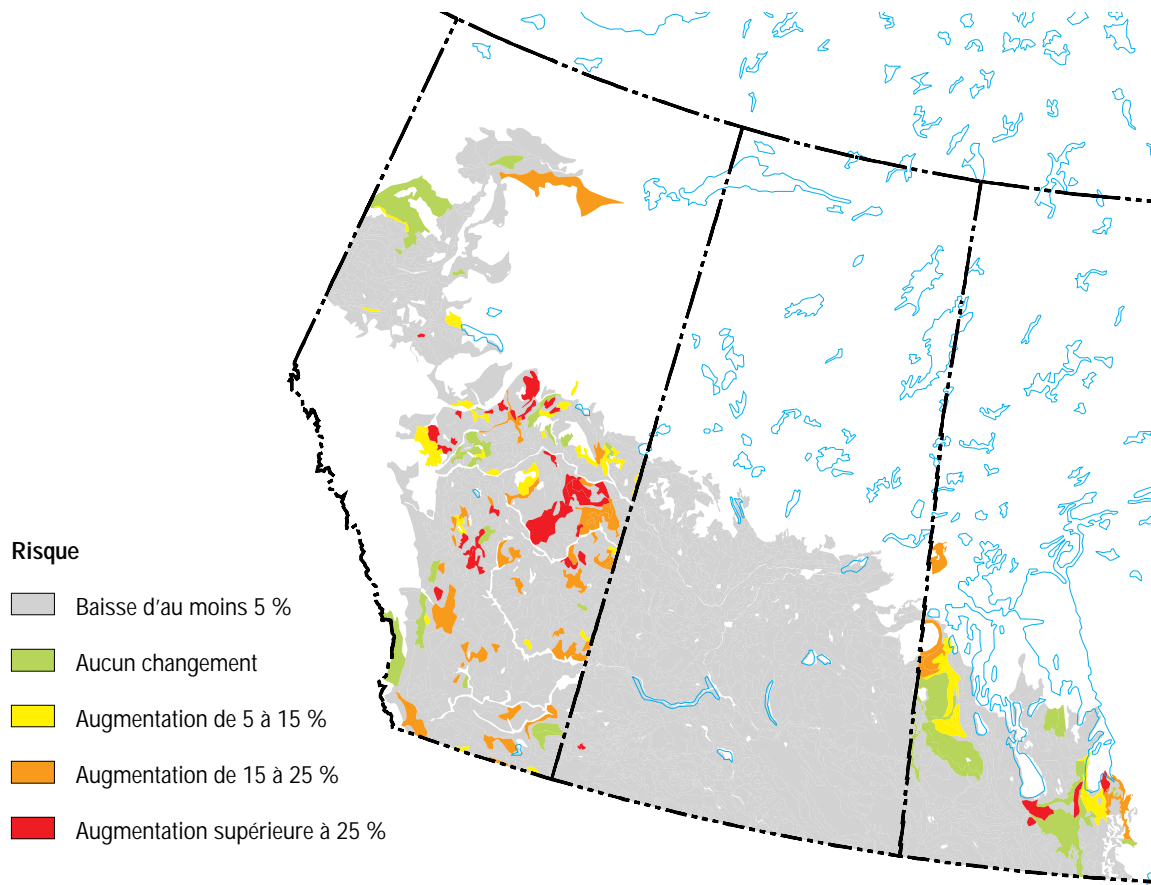 Risque
Baisse d'au moins 5 %
Aucun changement
Augmentation de 5 à 15 %
Augmentation de 15 à 25 %
Augmentation supérieure à 25 %